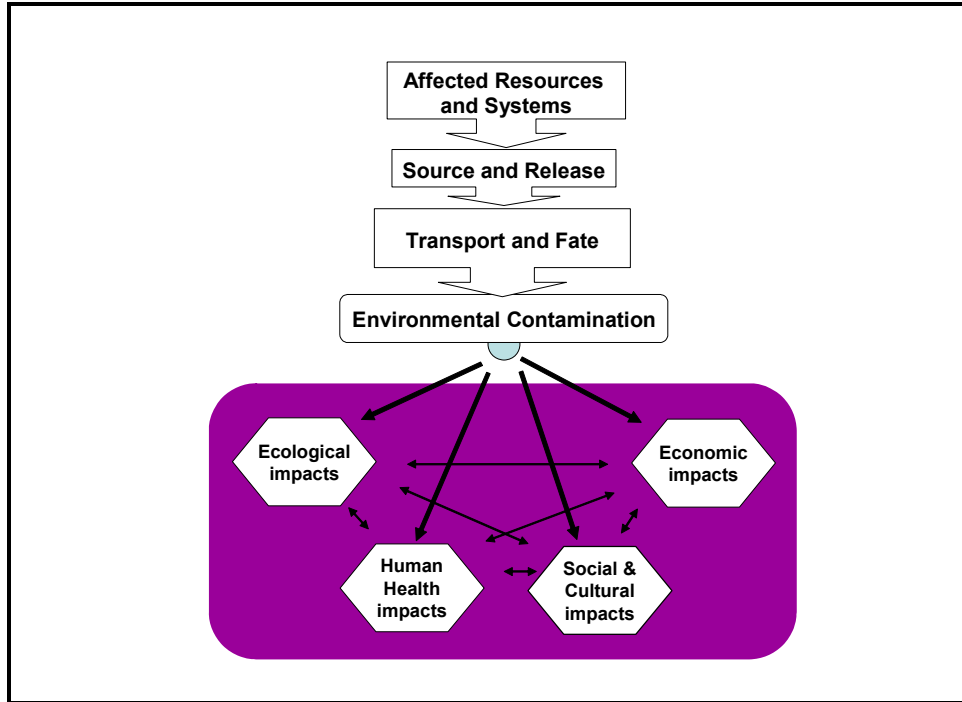 Affected Resources
and Systems
Source and Release
Transport and Fate
Environmental Contamination
Ecological
impacts
Economic
impacts
Human
Health
impacts
Social &
Cultural
impacts